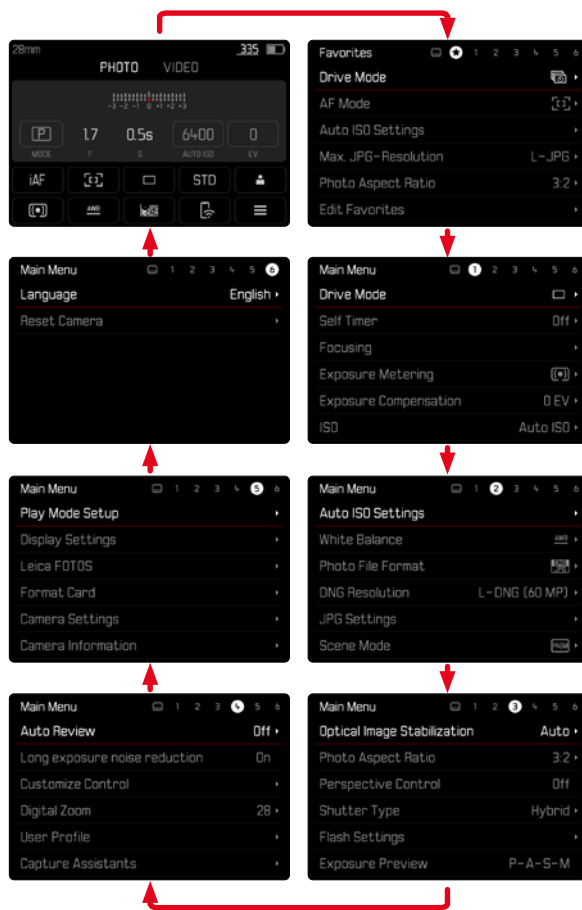 28mm 335
PHOTO VIDEO
-3 -2 -1 0 +1 +2 +3
P 1.7 0.5s 6400 0
MODE F S AUTO ISO EV
iAF STD
AWB
Favorites 1 2 3 4 5 6
Drive Mode
AF Mode
Auto ISO Settings
Max. JPG-Resolution L-JPG
Photo Aspect Ratio 3:2
Edit Favorites
Main Menu 1 2 3 4 5 6
Language English
Reset Camera
Main Menu 1 2 3 4 5 6
Drive Mode
Self Timer Off
Focusing
Exposure Metering
Exposure Compensation 0 EV
ISO Auto ISO
Main Menu 1 2 3 4 5 6
Play Mode Setup
Display Settings
Leica FOTOS
Format Card
Camera Settings
Camera Information
Main Menu 1 2 3 4 5 6
Auto ISO Settings
White Balance AWB
Photo File Format
DNG Resolution L-DNG (60 MP)
JPG Settings
Scene Mode PASM
Main Menu 1 2 3 4 5 6
Auto Review Off
Long exposure noise reduction On
Customize Control
Digital Zoom 28
User Profile
Capture Assistants
Main Menu 1 2 3 4 5 6
Optical Image Stabilization Auto
Photo Aspect Ratio 3:2
Perspective Control Off
Shutter Type Hybrid
Flash Settings
Exposure Preview P-A-S-M